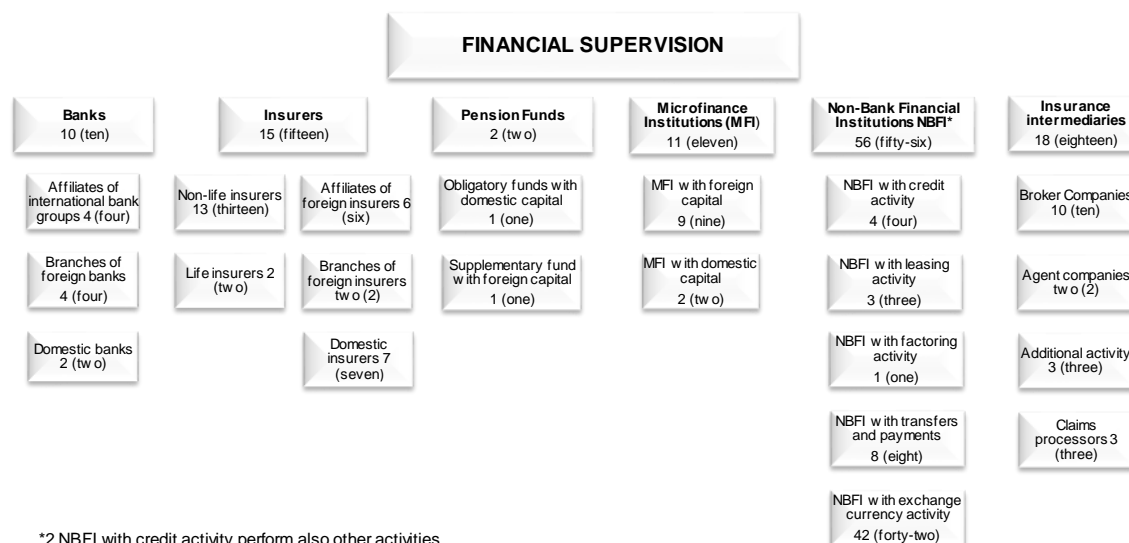 FINANCIAL SUPERVISION
Banks
10 (ten)
Affiliates of
international bank
groups 4 (four)
Branches of
foreign banks
4 (four)
Domestic banks
2 (two)
Insurers
15 (fifteen)
Non-life insurers
13 (thirteen)
Life insurers 2
(two)
Affiliates of
foreign insurers 6
(six)
Branches of
foreign insurers
two (2)
Domestic
insurers 7
(seven)
Pension Funds
2 (two)
Obligatory funds with
domestic capital
1 (one)
Supplementary fund
with foreign capital
1 (one)
Microfinance
Institutions (MFI)
11 (eleven)
MFI with foreign
capital
9 (nine)
MFI with domestic
capital
2 (two)
Non-Bank Financial
Institutions NBFI*
56 (fifty-six)
NBFI with credit
activity
4 (four)
NBFI with leasing
activity
3 (three)
NBFI with factoring
activity
1 (one)
NBFI with transfers
and payments
8 (eight)
NBFI with exchange
currency activity
42 (forty-two)
Insurance
intermediaries
18 (eighteen)
Broker Companies
10 (ten)
Agent companies
two (2)
Additional activity
3 (three)
Claims
processors 3
(three)
*2 NBFI with credit activity perform also other activities